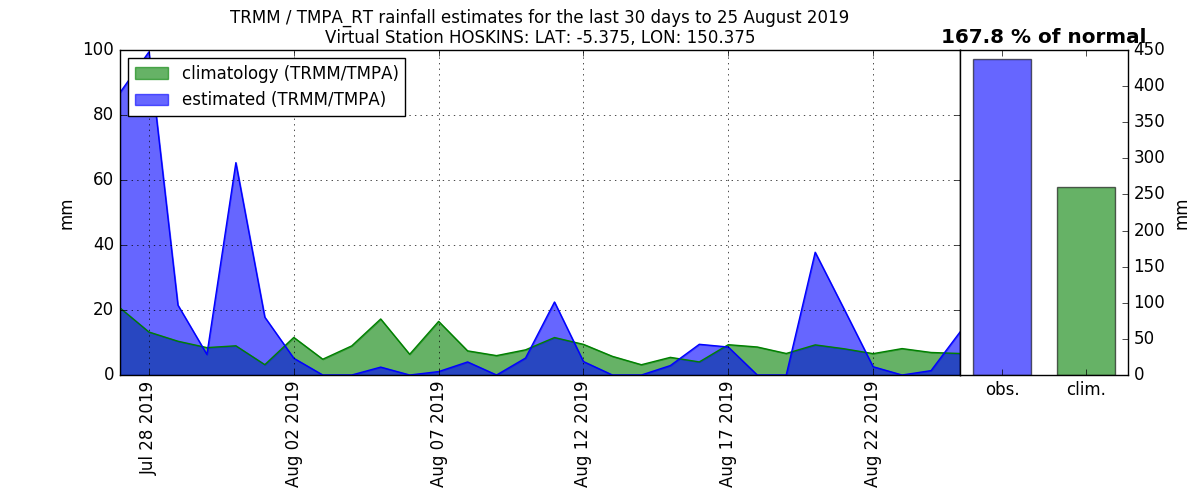 TRMM / TMPA_RT rainfall estimates for the last 30 days to 25 August 2019
Virtual Station HOSKINS: LAT: -5.375, LON: 150.375
167.8 % of normal
climatology (TRMM/TMPA)
estimated (TRMM/TMPA)
100
80
60
40
20
0
mm
Jul 28 2019
Aug 02 2019
Aug 07 2019
Aug 12 2019
Aug 17 2019
Aug 22 2019
obs.
clim.
450
400
350
300
250
200
150
100
50
0
mm